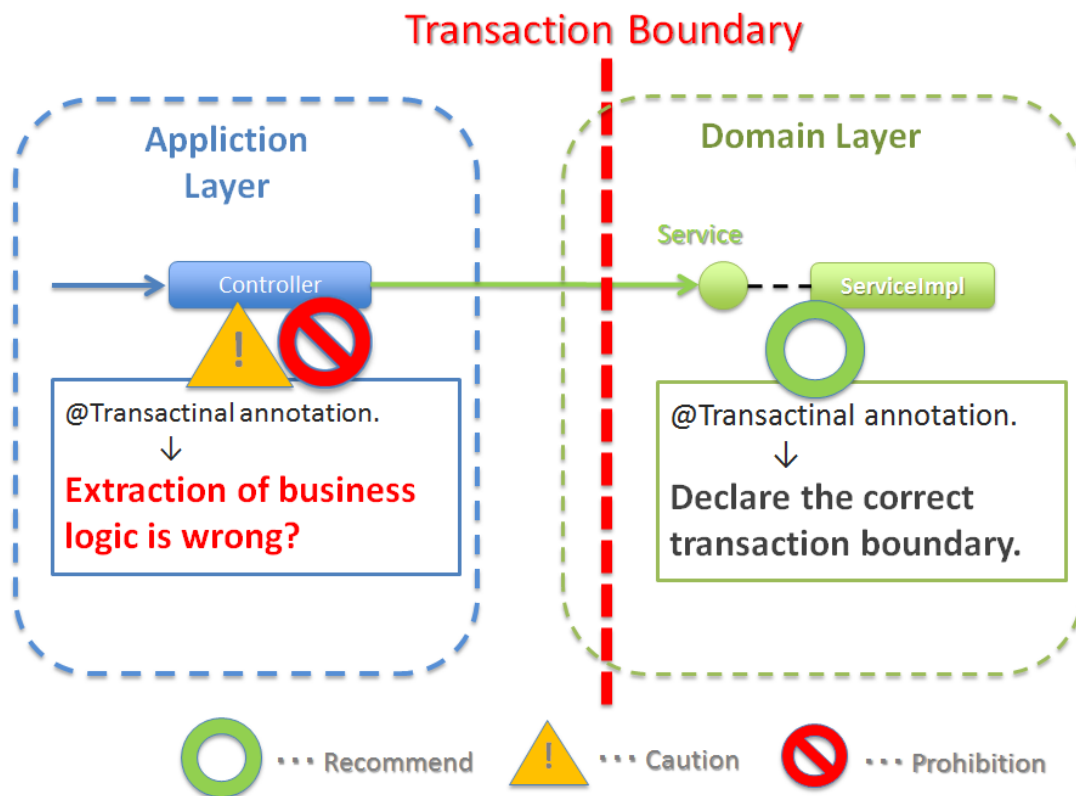 Transaction Boundary
Appliction
Layer
Domain Layer
Service
Controller
ServiceImpl
!
@Transactinal annotation.
↓
Extraction of business
logic is wrong?
@Transactinal annotation.
↓
Declare the correct
transaction boundary.
··· Recommend
! ··· Caution
··· Prohibition